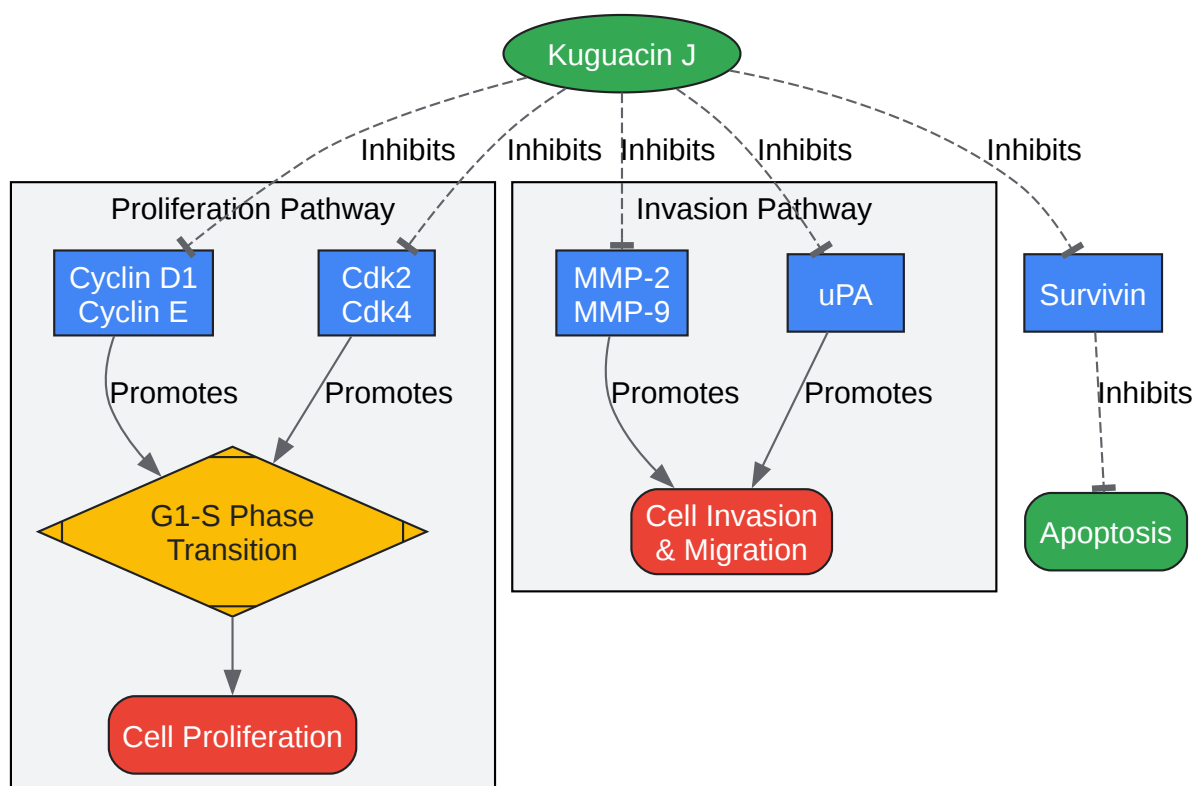 Kuguacin J
Inhibits
Inhibits
Inhibits
Inhibits
Inhibits
Proliferation Pathway
Invasion Pathway
Cyclin D1
Cyclin E
Cdk2
Cdk4
MMP-2
MMP-9
uPA
Survivin
Promotes
Promotes
Promotes
Promotes
Inhibits
G1-S Phase
Transition
Cell Invasion
& Migration
Apoptosis
Cell Proliferation